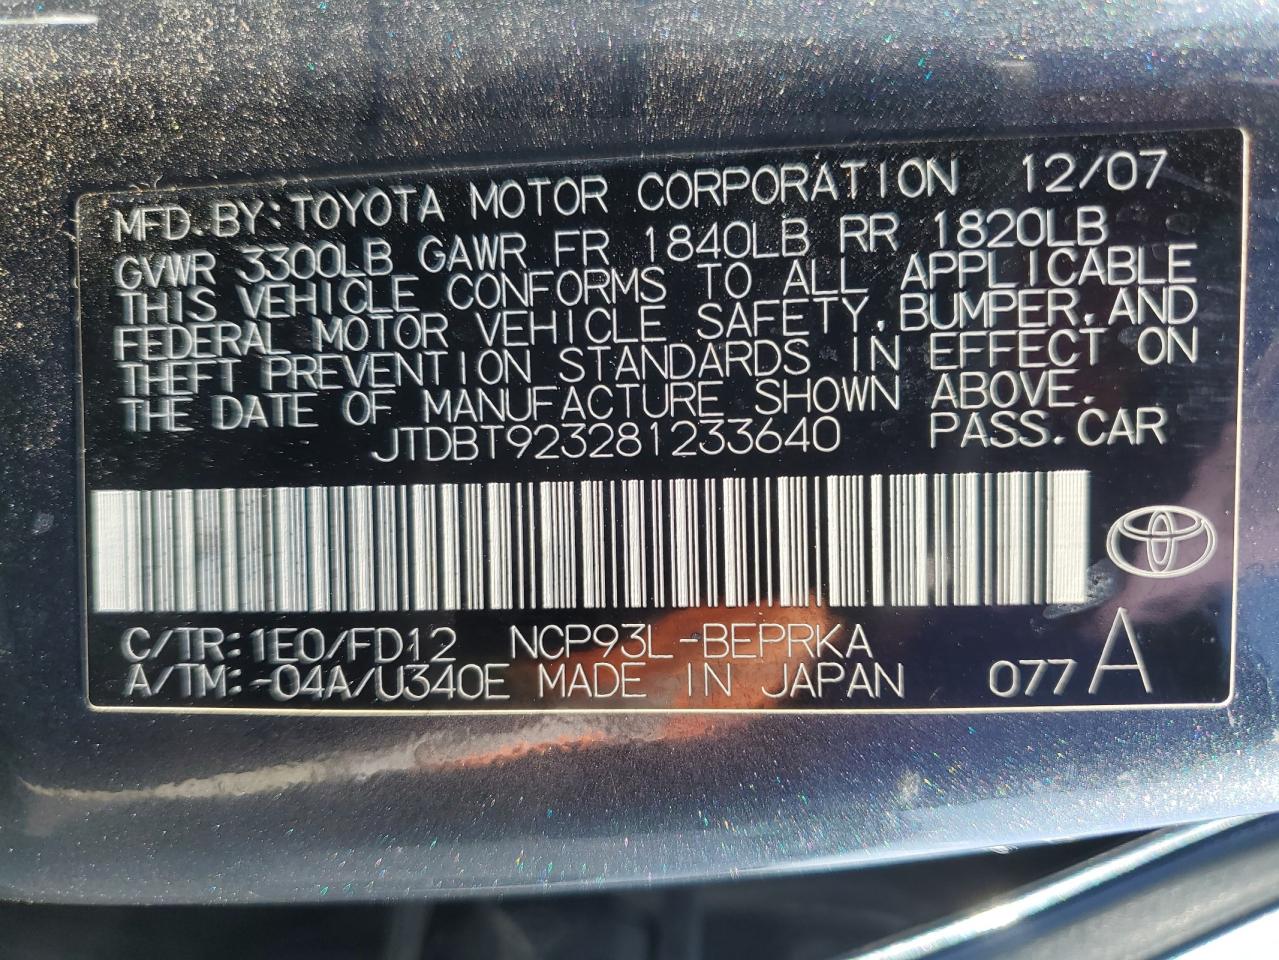 MFD. BY: TOYOTA MOTOR CORPORATION 12/07
GVWR 3300LB GAWR FR 1840LB RR 1820LB
THIS VEHICLE CONFORMS TO ALL APPLICABLE
FEDERAL MOTOR VEHICLE SAFETY, BUMPER, AND
THEFT PREVENTION STANDARDS IN EFFECT ON
THE DATE OF MANUFACTURE SHOWN ABOVE.
JTDBT923281233640 PASS. CAR
C/TR: 1E0/FD12 NCP93L-BEPRKA
A/TM: -04A/U340E MADE IN JAPAN 077 A